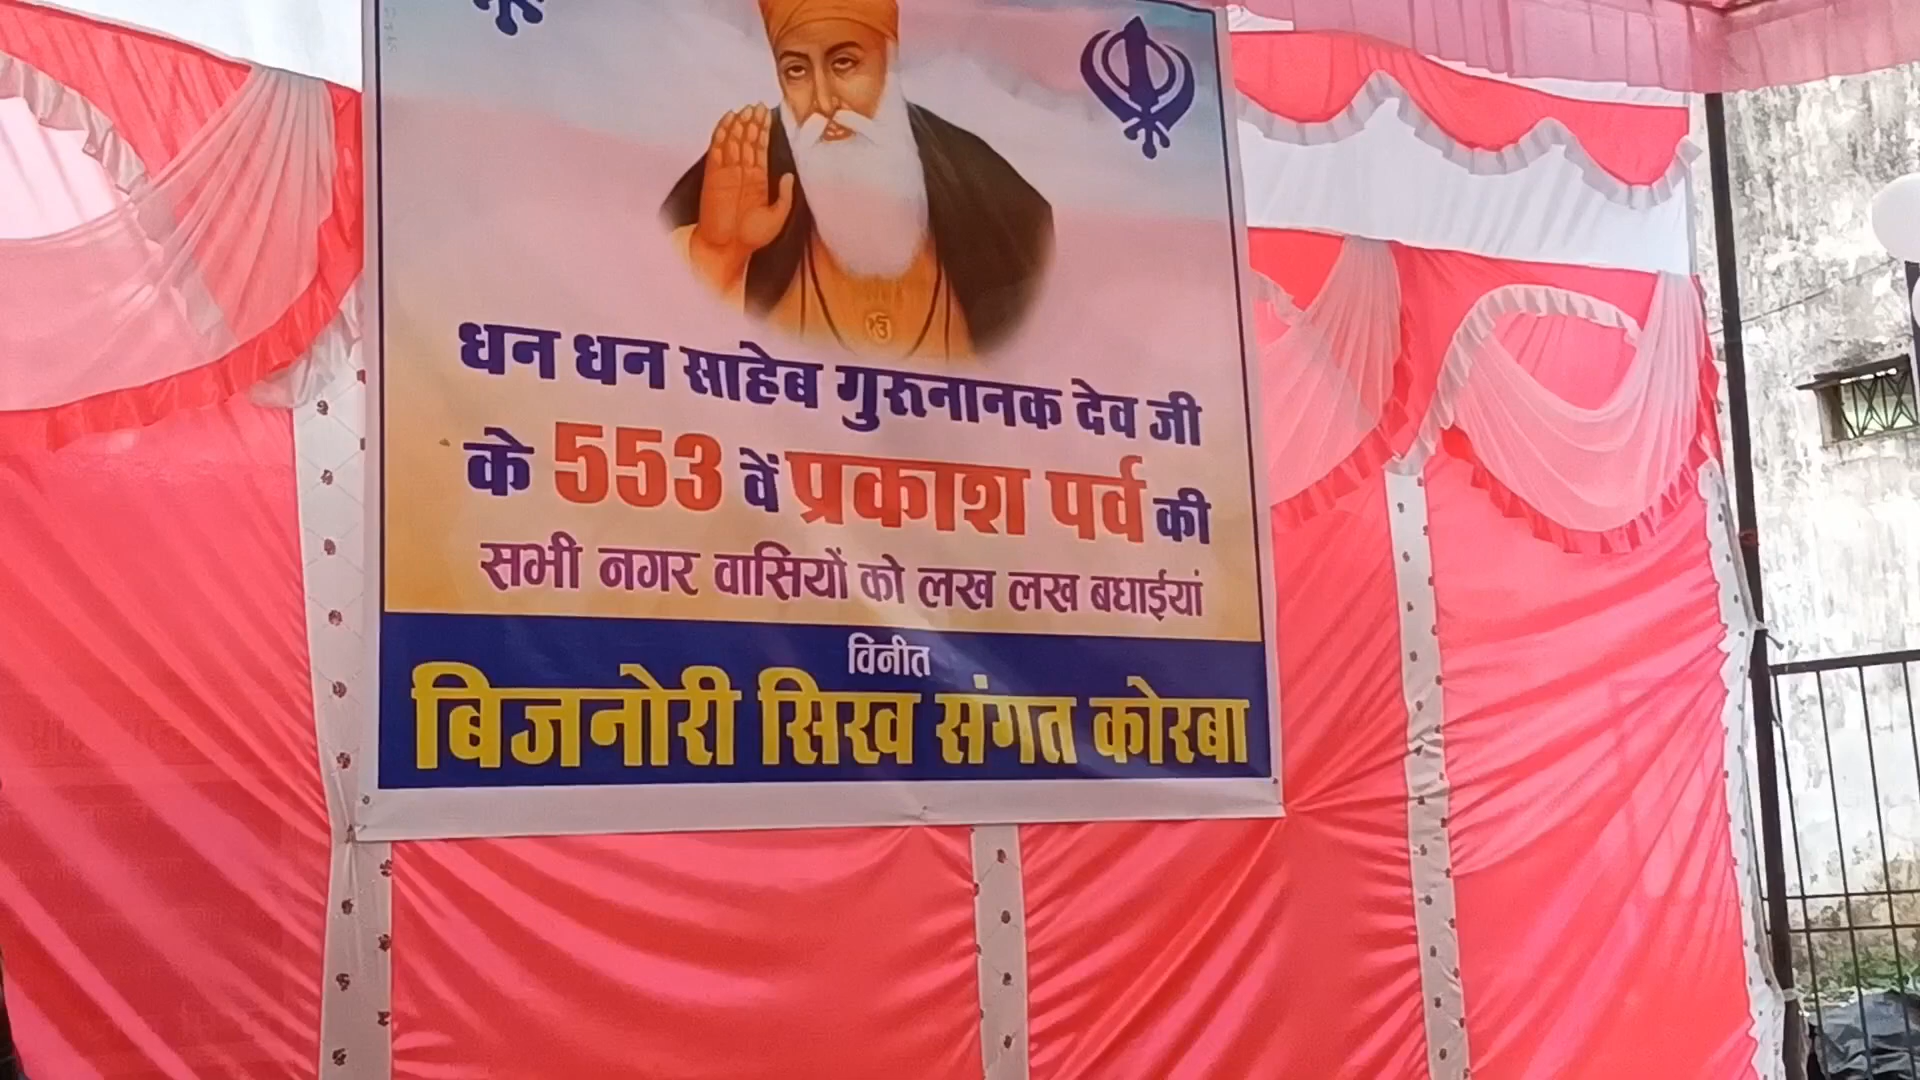 धन धन साहेब गुरूनानक देव जी
के 553 वें प्रकाश पर्व की
सभी नगर वासियों को लख लख बधाईयां
विनीत
बिजनोरी सिख संगत कोरबा